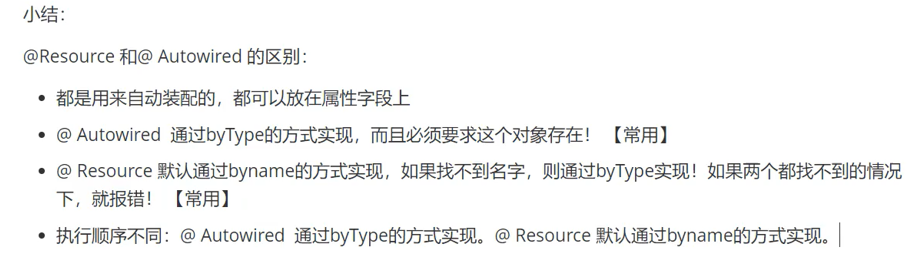 小结：
@Resource 和@ Autowired 的区别：
• 都是用来自动装配的，都可以放在属性字段上
• @ Autowired 通过byType的方式实现，而且必须要求这个对象存在！【常用】
• @ Resource 默认通过byname的方式实现，如果找不到名字，则通过byType实现！如果两个都找不到的情况
下，就报错！【常用】
• 执行顺序不同：@ Autowired 通过byType的方式实现。@ Resource 默认通过byname的方式实现。